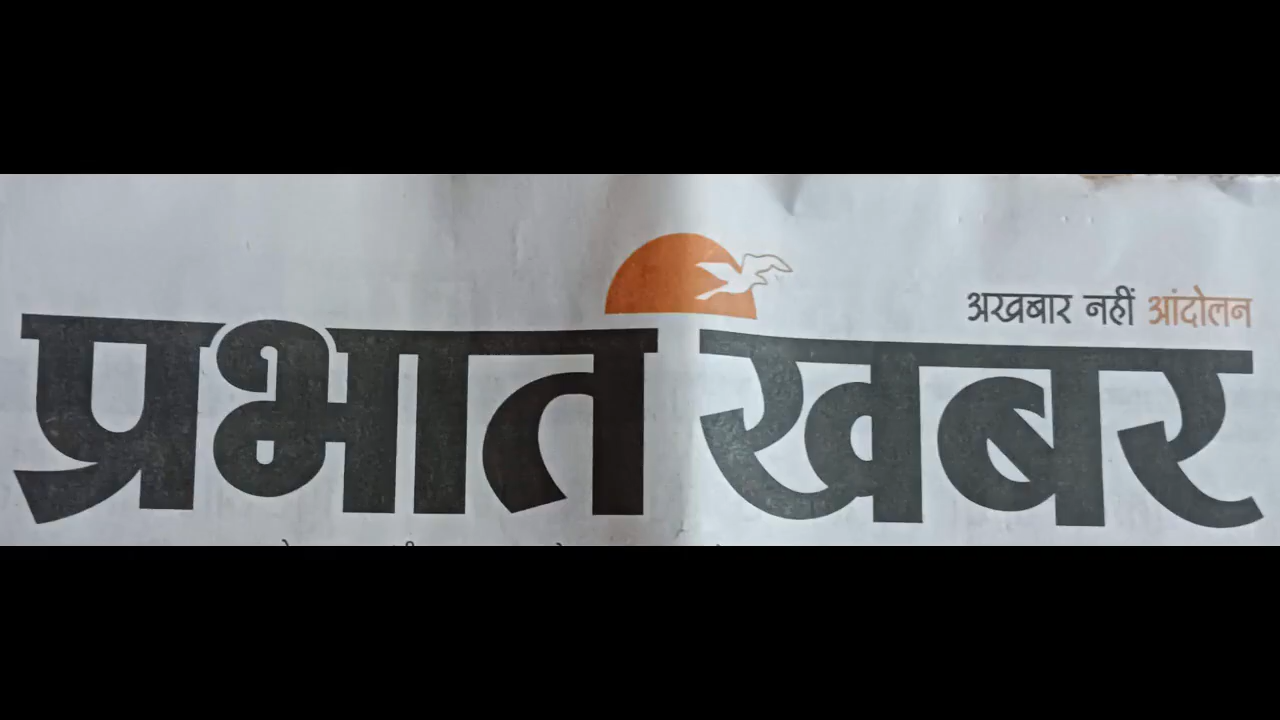 अखबार नहीं आंदोलन
प्रभात खबर